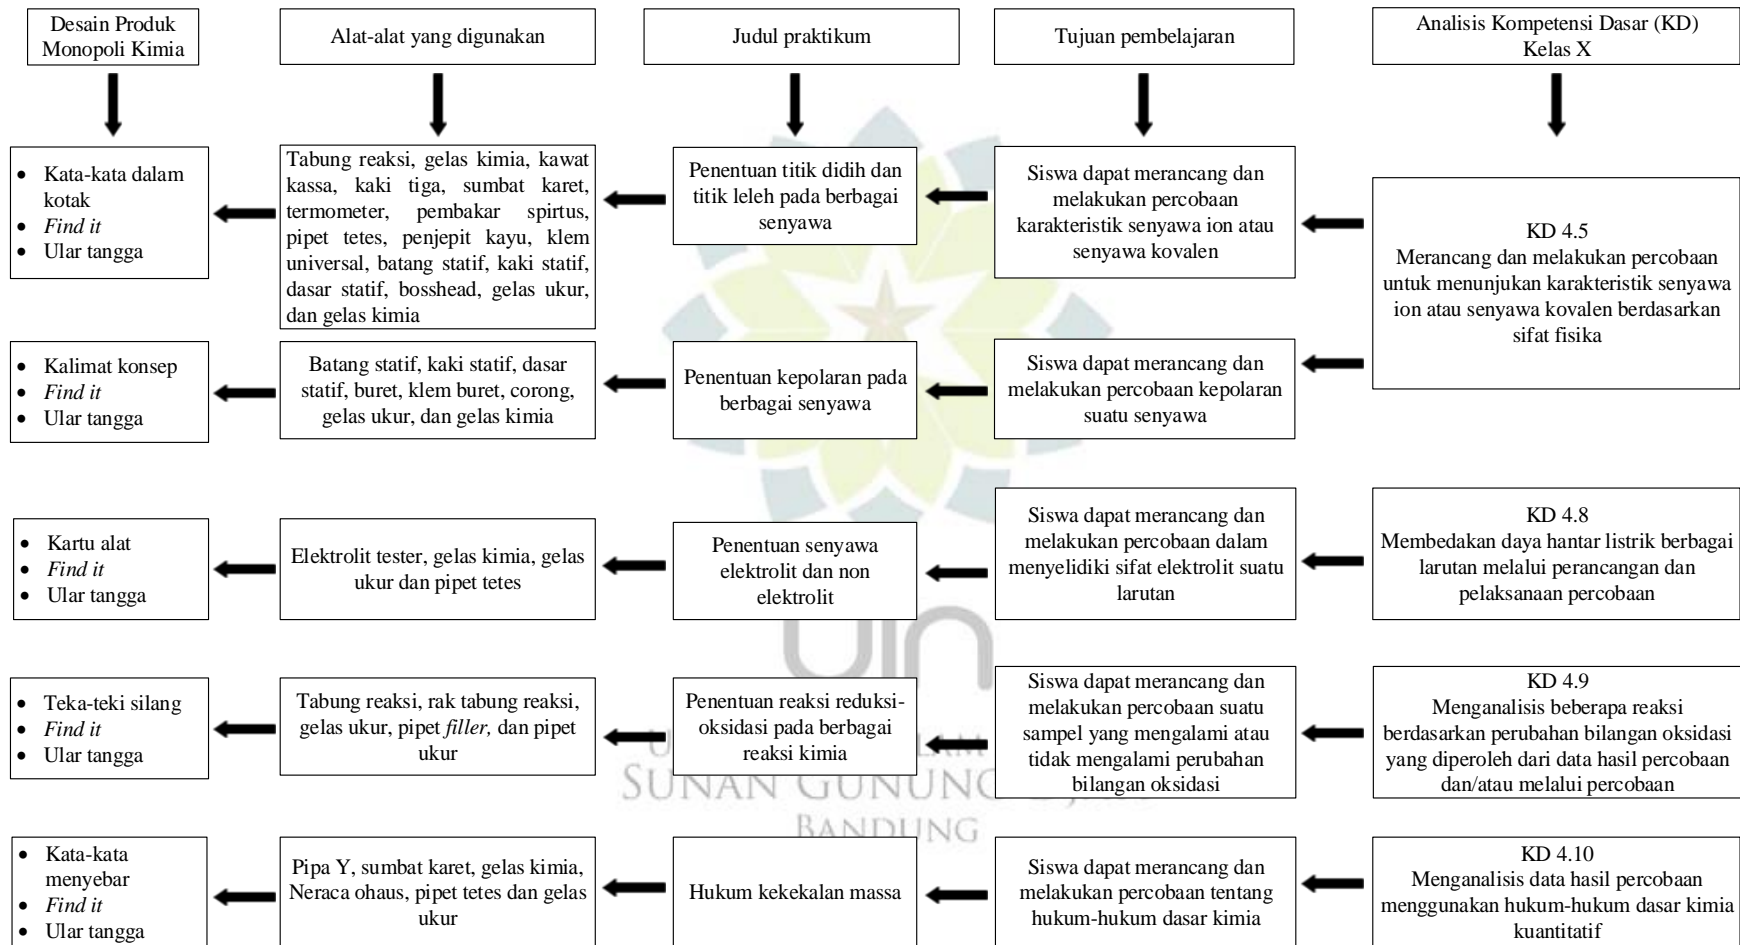 Desain Produk
Monopoli Kimia
Alat-alat yang digunakan
Judul praktikum
Tujuan pembelajaran
Analisis Kompetensi Dasar (KD)
Kelas X
• Kata-kata dalam
kotak
• Find it
• Ular tangga
Tabung reaksi, gelas kimia, kawat
kassa, kaki tiga, sumbat karet,
termometer, pembakar spirtus,
pipet tetes, penjepit kayu, klem
universal, batang statif, kaki statif,
dasar statif, bosshead, gelas ukur,
dan gelas kimia
Penentuan titik didih dan
titik leleh pada berbagai
senyawa
Siswa dapat merancang dan
melakukan percobaan
karakteristik senyawa ion atau
senyawa kovalen
KD 4.5
Merancang dan melakukan percobaan
untuk menunjukan karakteristik senyawa
ion atau senyawa kovalen berdasarkan
sifat fisika
• Kalimat konsep
• Find it
• Ular tangga
Batang statif, kaki statif, dasar
statif, buret, klem buret, corong,
gelas ukur, dan gelas kimia
Penentuan kepolaran pada
berbagai senyawa
Siswa dapat merancang dan
melakukan percobaan kepolaran
suatu senyawa
• Kartu alat
• Find it
• Ular tangga
Elektrolit tester, gelas kimia, gelas
ukur dan pipet tetes
Penentuan senyawa
elektrolit dan non
elektrolit
Siswa dapat merancang dan
melakukan percobaan dalam
menyelidiki sifat elektrolit suatu
larutan
KD 4.8
Membedakan daya hantar listrik berbagai
larutan melalui perancangan dan
pelaksanaan percobaan
uin
• Teka-teki silang
• Find it
• Ular tangga
Tabung reaksi, rak tabung reaksi,
gelas ukur, pipet filler, dan pipet
ukur
Penentuan reaksi reduksi-
oksidasi pada berbagai
reaksi kimia
Siswa dapat merancang dan
melakukan percobaan suatu
sampel yang mengalami atau
tidak mengalami perubahan
bilangan oksidasi
KD 4.9
Menganalisis beberapa reaksi
berdasarkan perubahan bilangan oksidasi
yang diperoleh dari data hasil percobaan
dan/atau melalui percobaan
SUNAN GUNUNG
BANDUNG
• Kata-kata
menyebar
• Find it
• Ular tangga
Pipa Y, sumbat karet, gelas kimia,
Neraca ohaus, pipet tetes dan gelas
ukur
Hukum kekekalan massa
Siswa dapat merancang dan
melakukan percobaan tentang
hukum-hukum dasar kimia
KD 4.10
Menganalisis data hasil percobaan
menggunakan hukum-hukum dasar kimia
kuantitatif